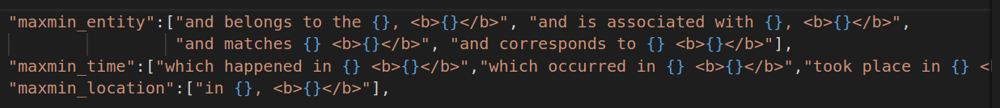 "maxmin_entity":["and belongs to the {}, <b>{}</b>", "and is associated with {}, <b>{}</b>",
"and matches {} <b>{}</b>", "and corresponds to {} <b>{}</b>"],
"maxmin_time":["which happened in {} <b>{}</b>","which occurred in {} <b>{}</b>","took place in {} <
"maxmin_location":["in {}, <b>{}</b>"],